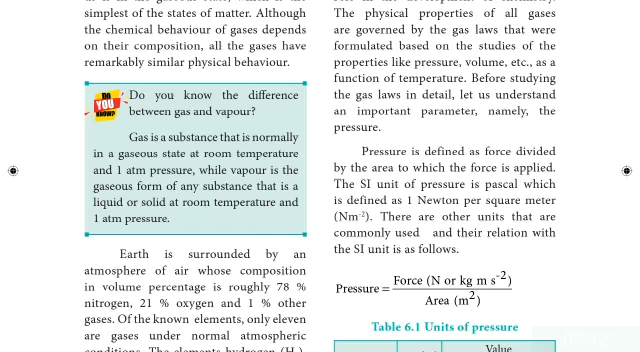 simplest of the states of matter. Although
the chemical behaviour of gases depends
on their composition, all the gases have
remarkably similar physical behaviour.
DO
YOU
KNOW?
Do you know the difference
between gas and vapour?
Gas is a substance that is normally
in a gaseous state at room temperature
and 1 atm pressure, while vapour is the
gaseous form of any substance that is a
liquid or solid at room temperature and
1 atm pressure.
Earth is surrounded by an
atmosphere of air whose composition
in volume percentage is roughly 78 %
nitrogen, 21 % oxygen and 1 % other
gases. Of the known elements, only eleven
are gases under normal atmospheric
The physical properties of all gases
are governed by the gas laws that were
formulated based on the studies of the
properties like pressure, volume, etc., as a
function of temperature. Before studying
the gas laws in detail, let us understand
an important parameter, namely, the
pressure.
Pressure is defined as force divided
by the area to which the force is applied.
The SI unit of pressure is pascal which
is defined as 1 Newton per square meter
(Nm-2). There are other units that are
commonly used and their relation with
the SI unit is as follows.
Pressure = Force (N or kg m s-2)
Area (m2)
Table 6.1 Units of pressure
Value